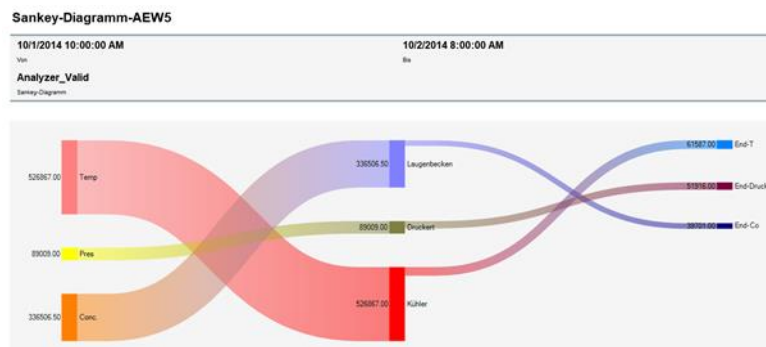 Sankey-Diagramm-AEW5
10/1/2014 10:00:00 AM 10/2/2014 8:00:00 AM
Von Bis
Analyzer_Valid
Sankey-Diagramm
336506.50 Laugenbecken 61587.00 End-T
526867.00 Temp
51916.00 End-Druck
89009.00 Druckert 39701.00 End-Co
89009.00 Pres
526867.00 Kühler
336506.50 Conc.